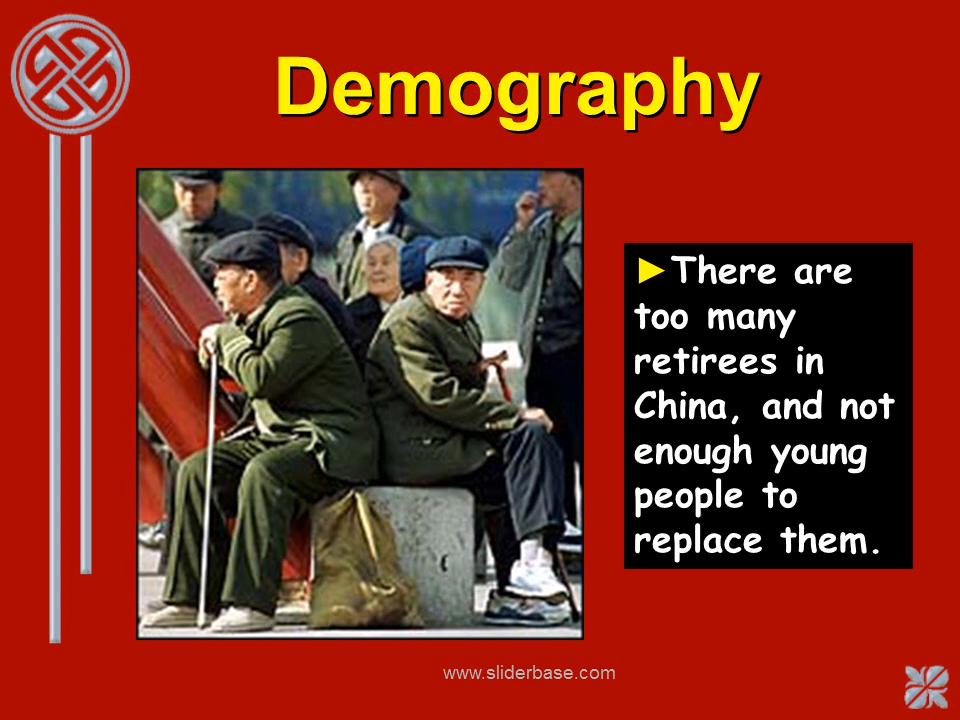 Demography
►There are
too many
retirees in
China, and not
enough young
people to
replace them.
www.sliderbase.com